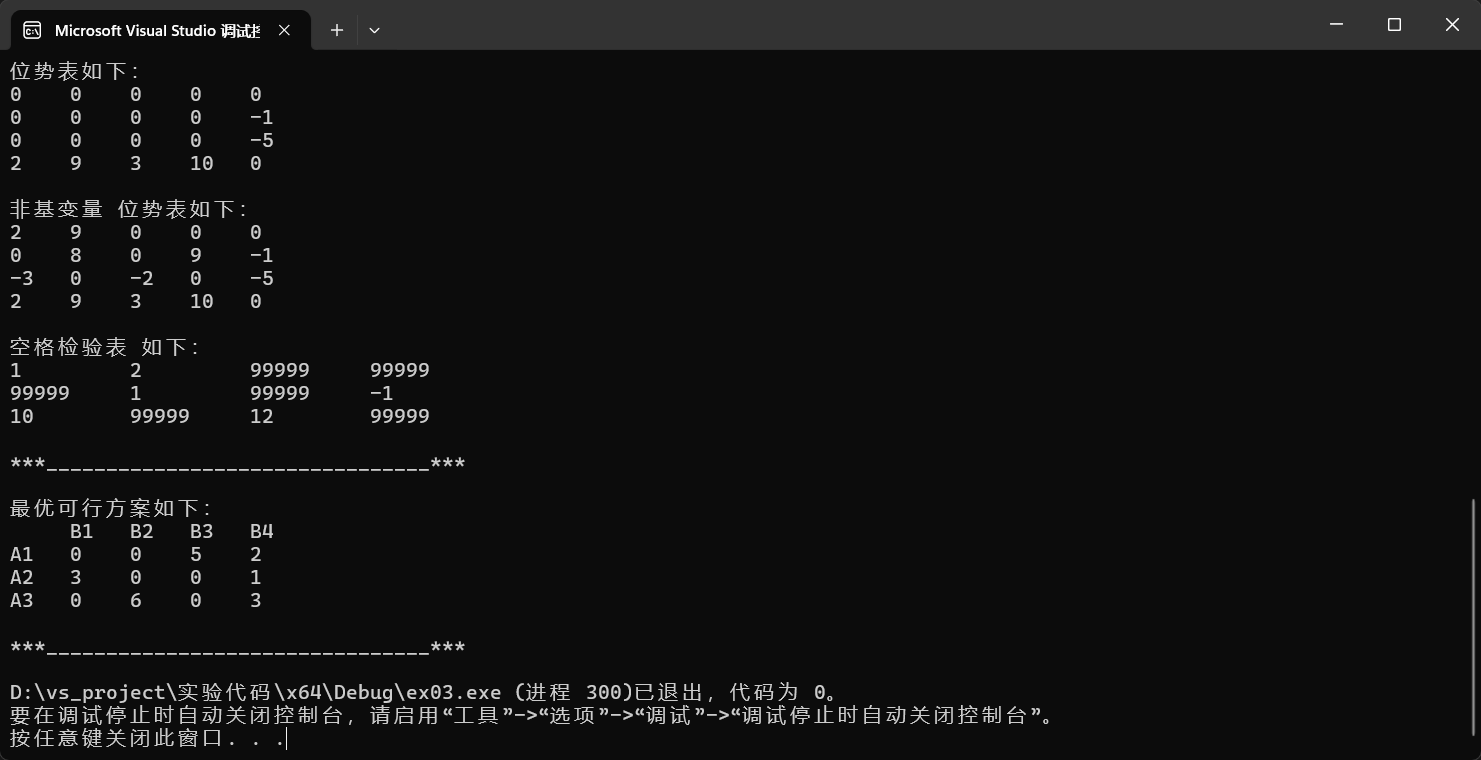 Microsoft Visual Studio 调试控
位势表如下:
0 0 0 0 0
0 0 0 0 -1
0 0 0 0 -5
2 9 3 10 0
非基变量 位势表如下:
2 9 0 0 0
0 8 0 9 -1
-3 0 -2 0 -5
2 9 3 10 0
空格检验表 如下:
1 2 99999 99999
99999 1 99999 -1
10 99999 12 99999
***________________________________***
最优可行方案如下:
B1 B2 B3 B4
A1 0 0 5 2
A2 3 0 0 1
A3 0 6 0 3
***________________________________***
D:\vs_project\实验代码\x64\Debug\ex03.exe (进程 300)已退出，代码为 0。
要在调试停止时自动关闭控制台，请启用“工具”->“选项”->“调试”->“调试停止时自动关闭控制台”。
按任意键关闭此窗口. . .